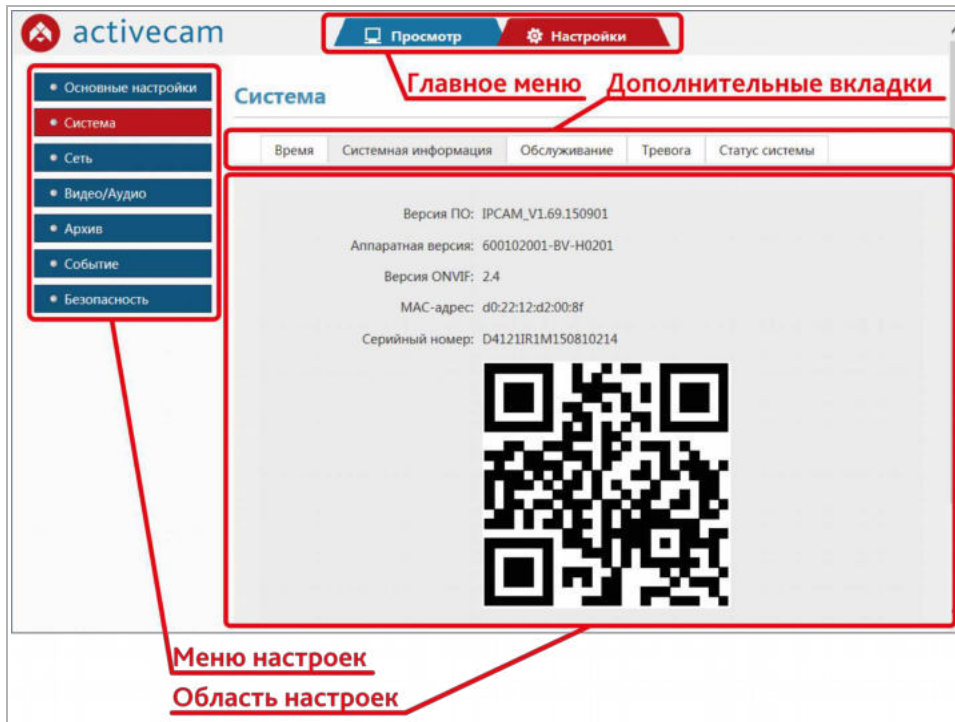 activecam
Просмотр Настройки
Главное меню Дополнительные вкладки
Основные настройки
Система
Сеть
Видео/Аудио
Архив
Событие
Безопасность
Система
Время Системная информация Обслуживание Тревога Статус системы
Версия ПО: IPCAM_V1.69.150901
Аппаратная версия: 600102001-BV-H0201
Версия ONVIF: 2.4
MAC-адрес: d0:22:12:d2:00:8f
Серийный номер: D4121IR1M150810214
Меню настроек
Область настроек